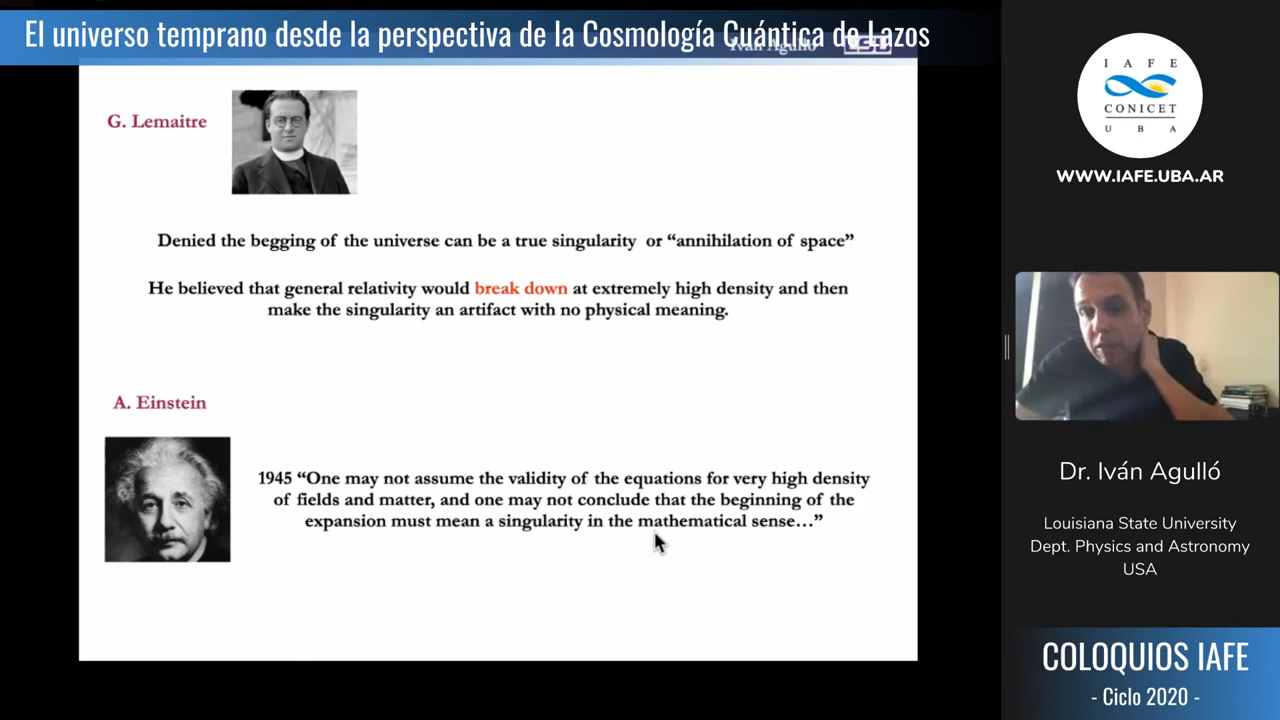 El universo temprano desde la perspectiva de la Cosmología Cuántica de Lazos
Iván Agulló
G. Lemaitre
Denied the begging of the universe can be a true singularity or “annihilation of space”
He believed that general relativity would break down at extremely high density and then
make the singularity an artifact with no physical meaning.
A. Einstein
1945 “One may not assume the validity of the equations for very high density
of fields and matter, and one may not conclude that the beginning of the
expansion must mean a singularity in the mathematical sense…”
I A F E
CONICET
U B A
WWW.IAFE.UBA.AR
Dr. Iván Agulló
Louisiana State University
Dept. Physics and Astronomy
USA
COLOQUIOS IAFE
- Ciclo 2020 -